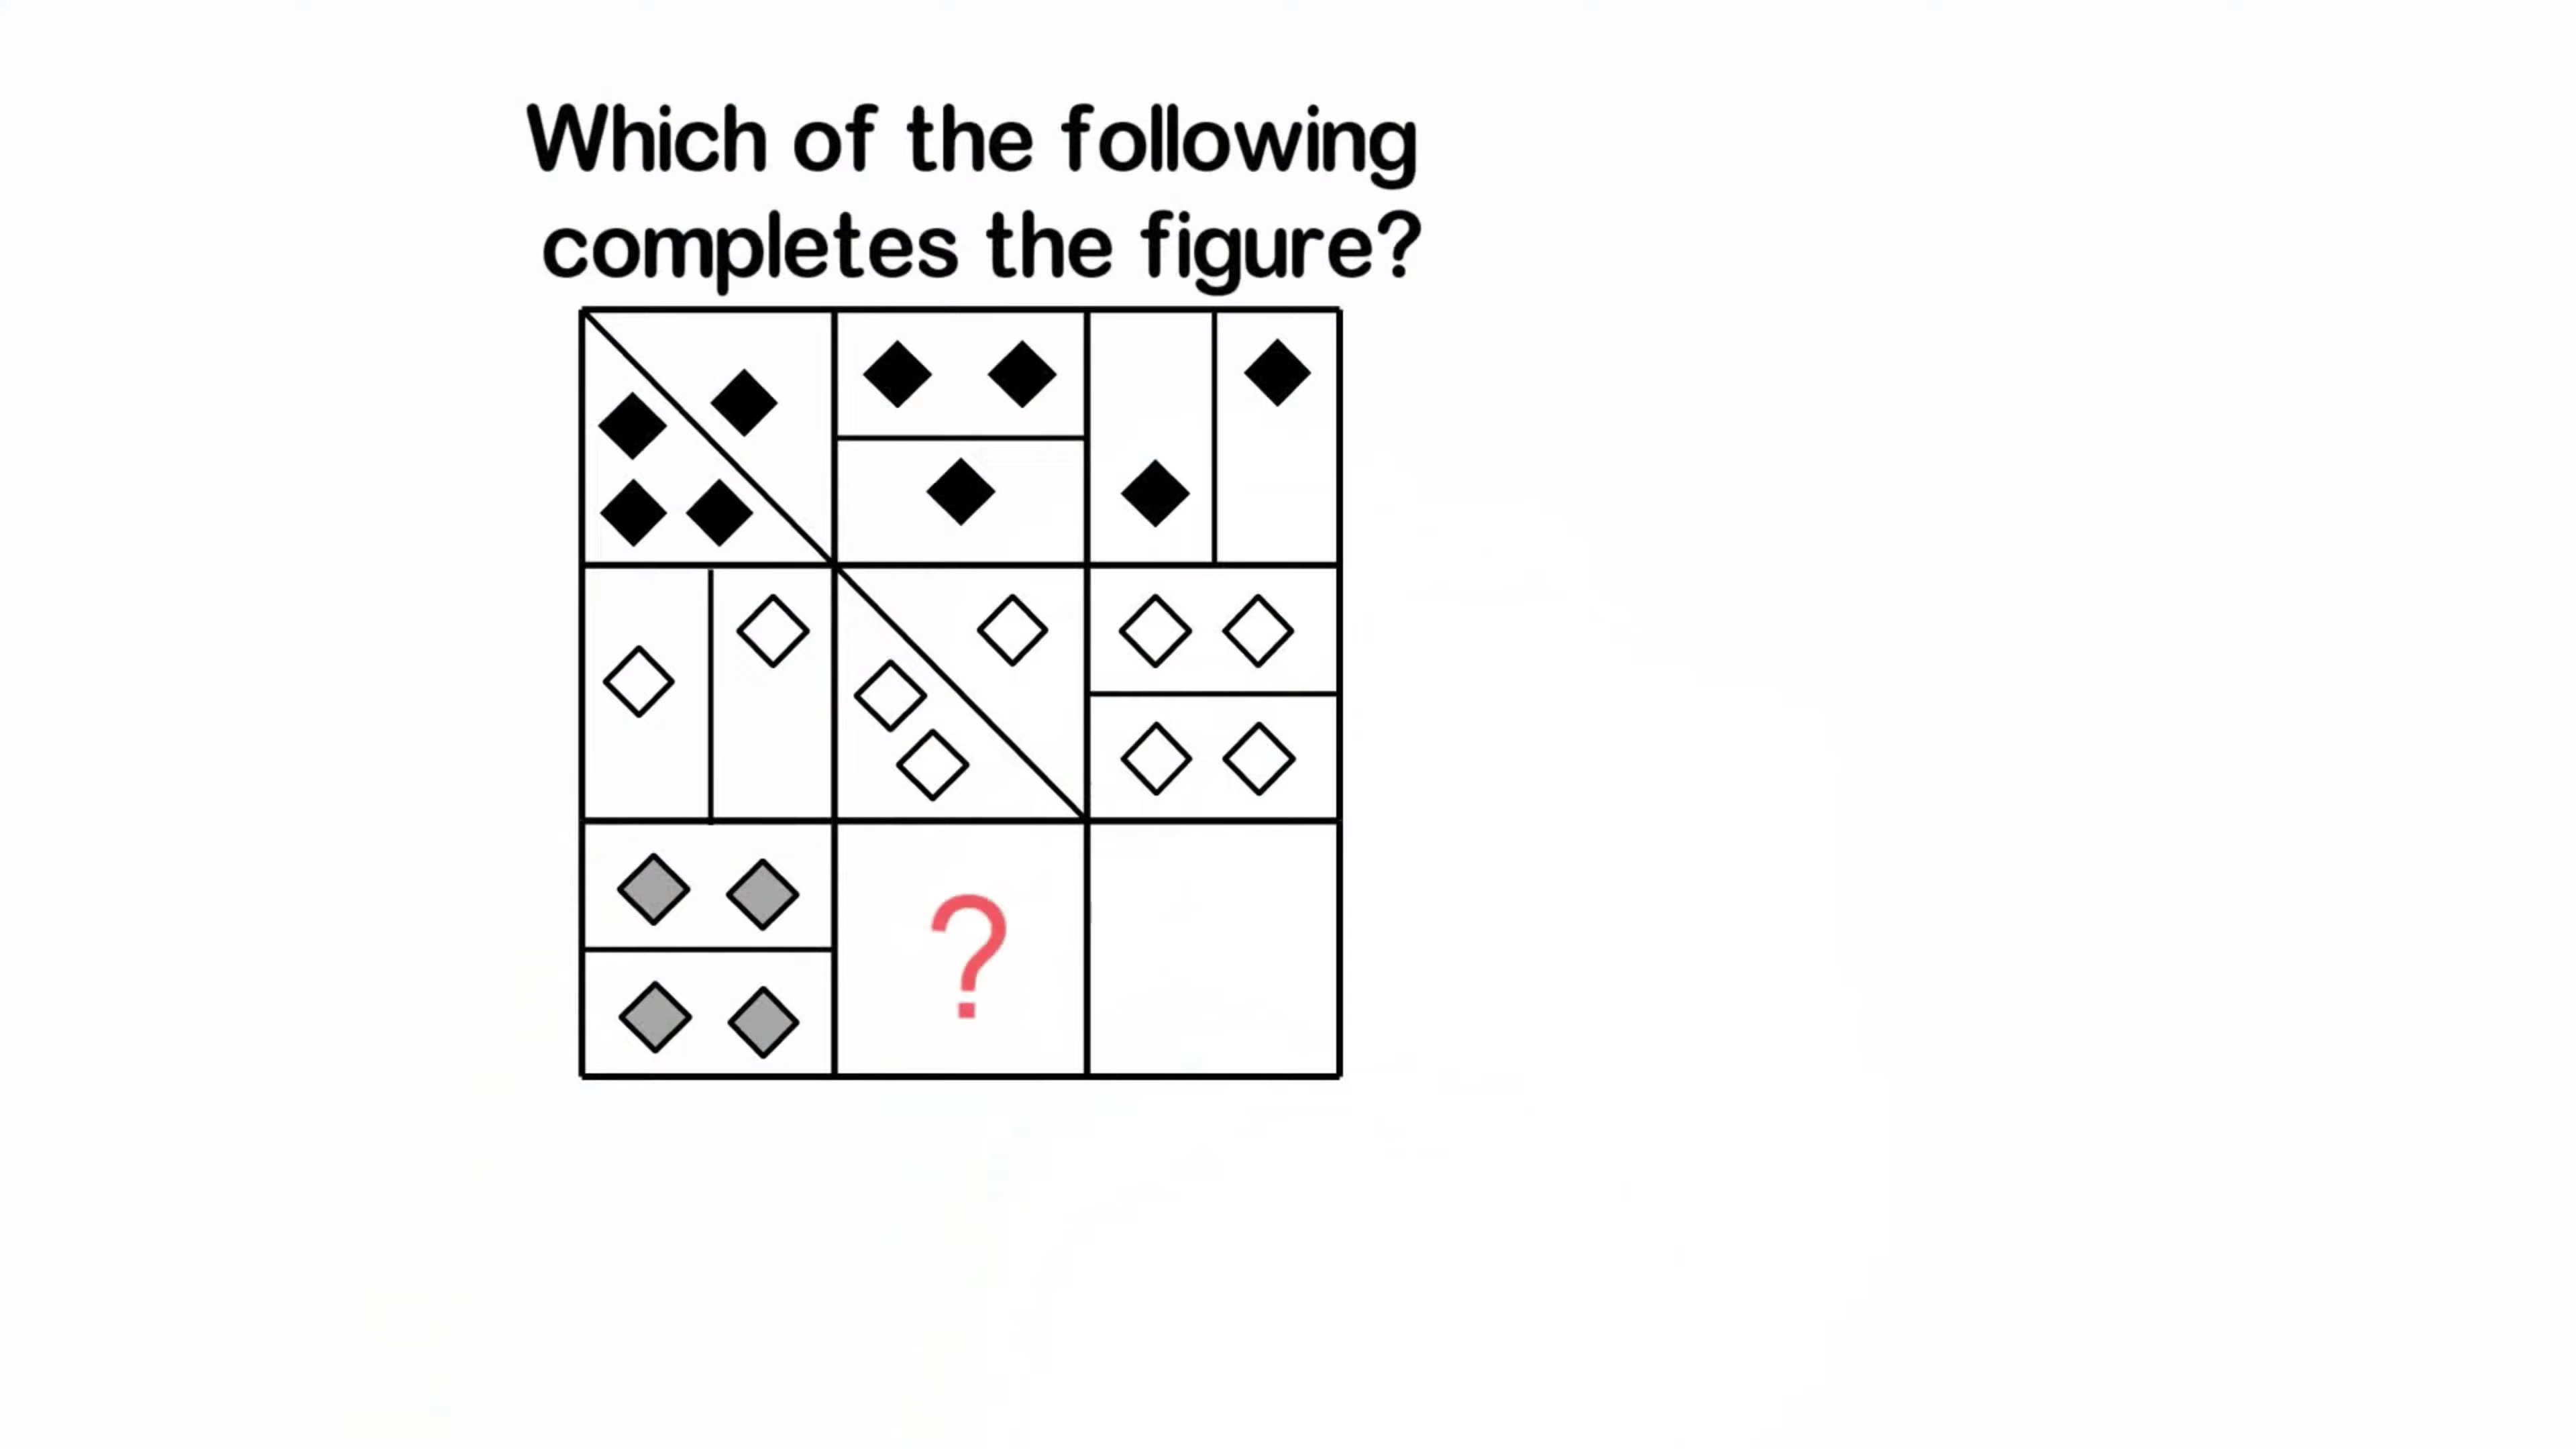 Which of the following
completes the figure?
?